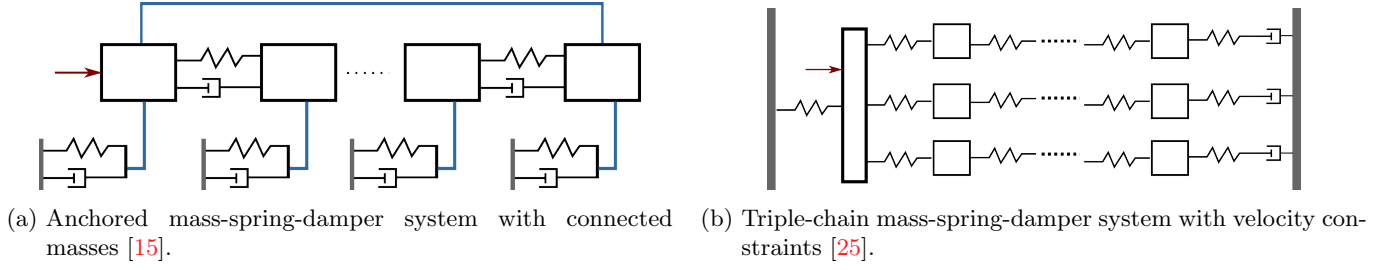 (a) Anchored mass-spring-damper system with connected
masses [15].
(b) Triple-chain mass-spring-damper system with velocity con-
straints [25].